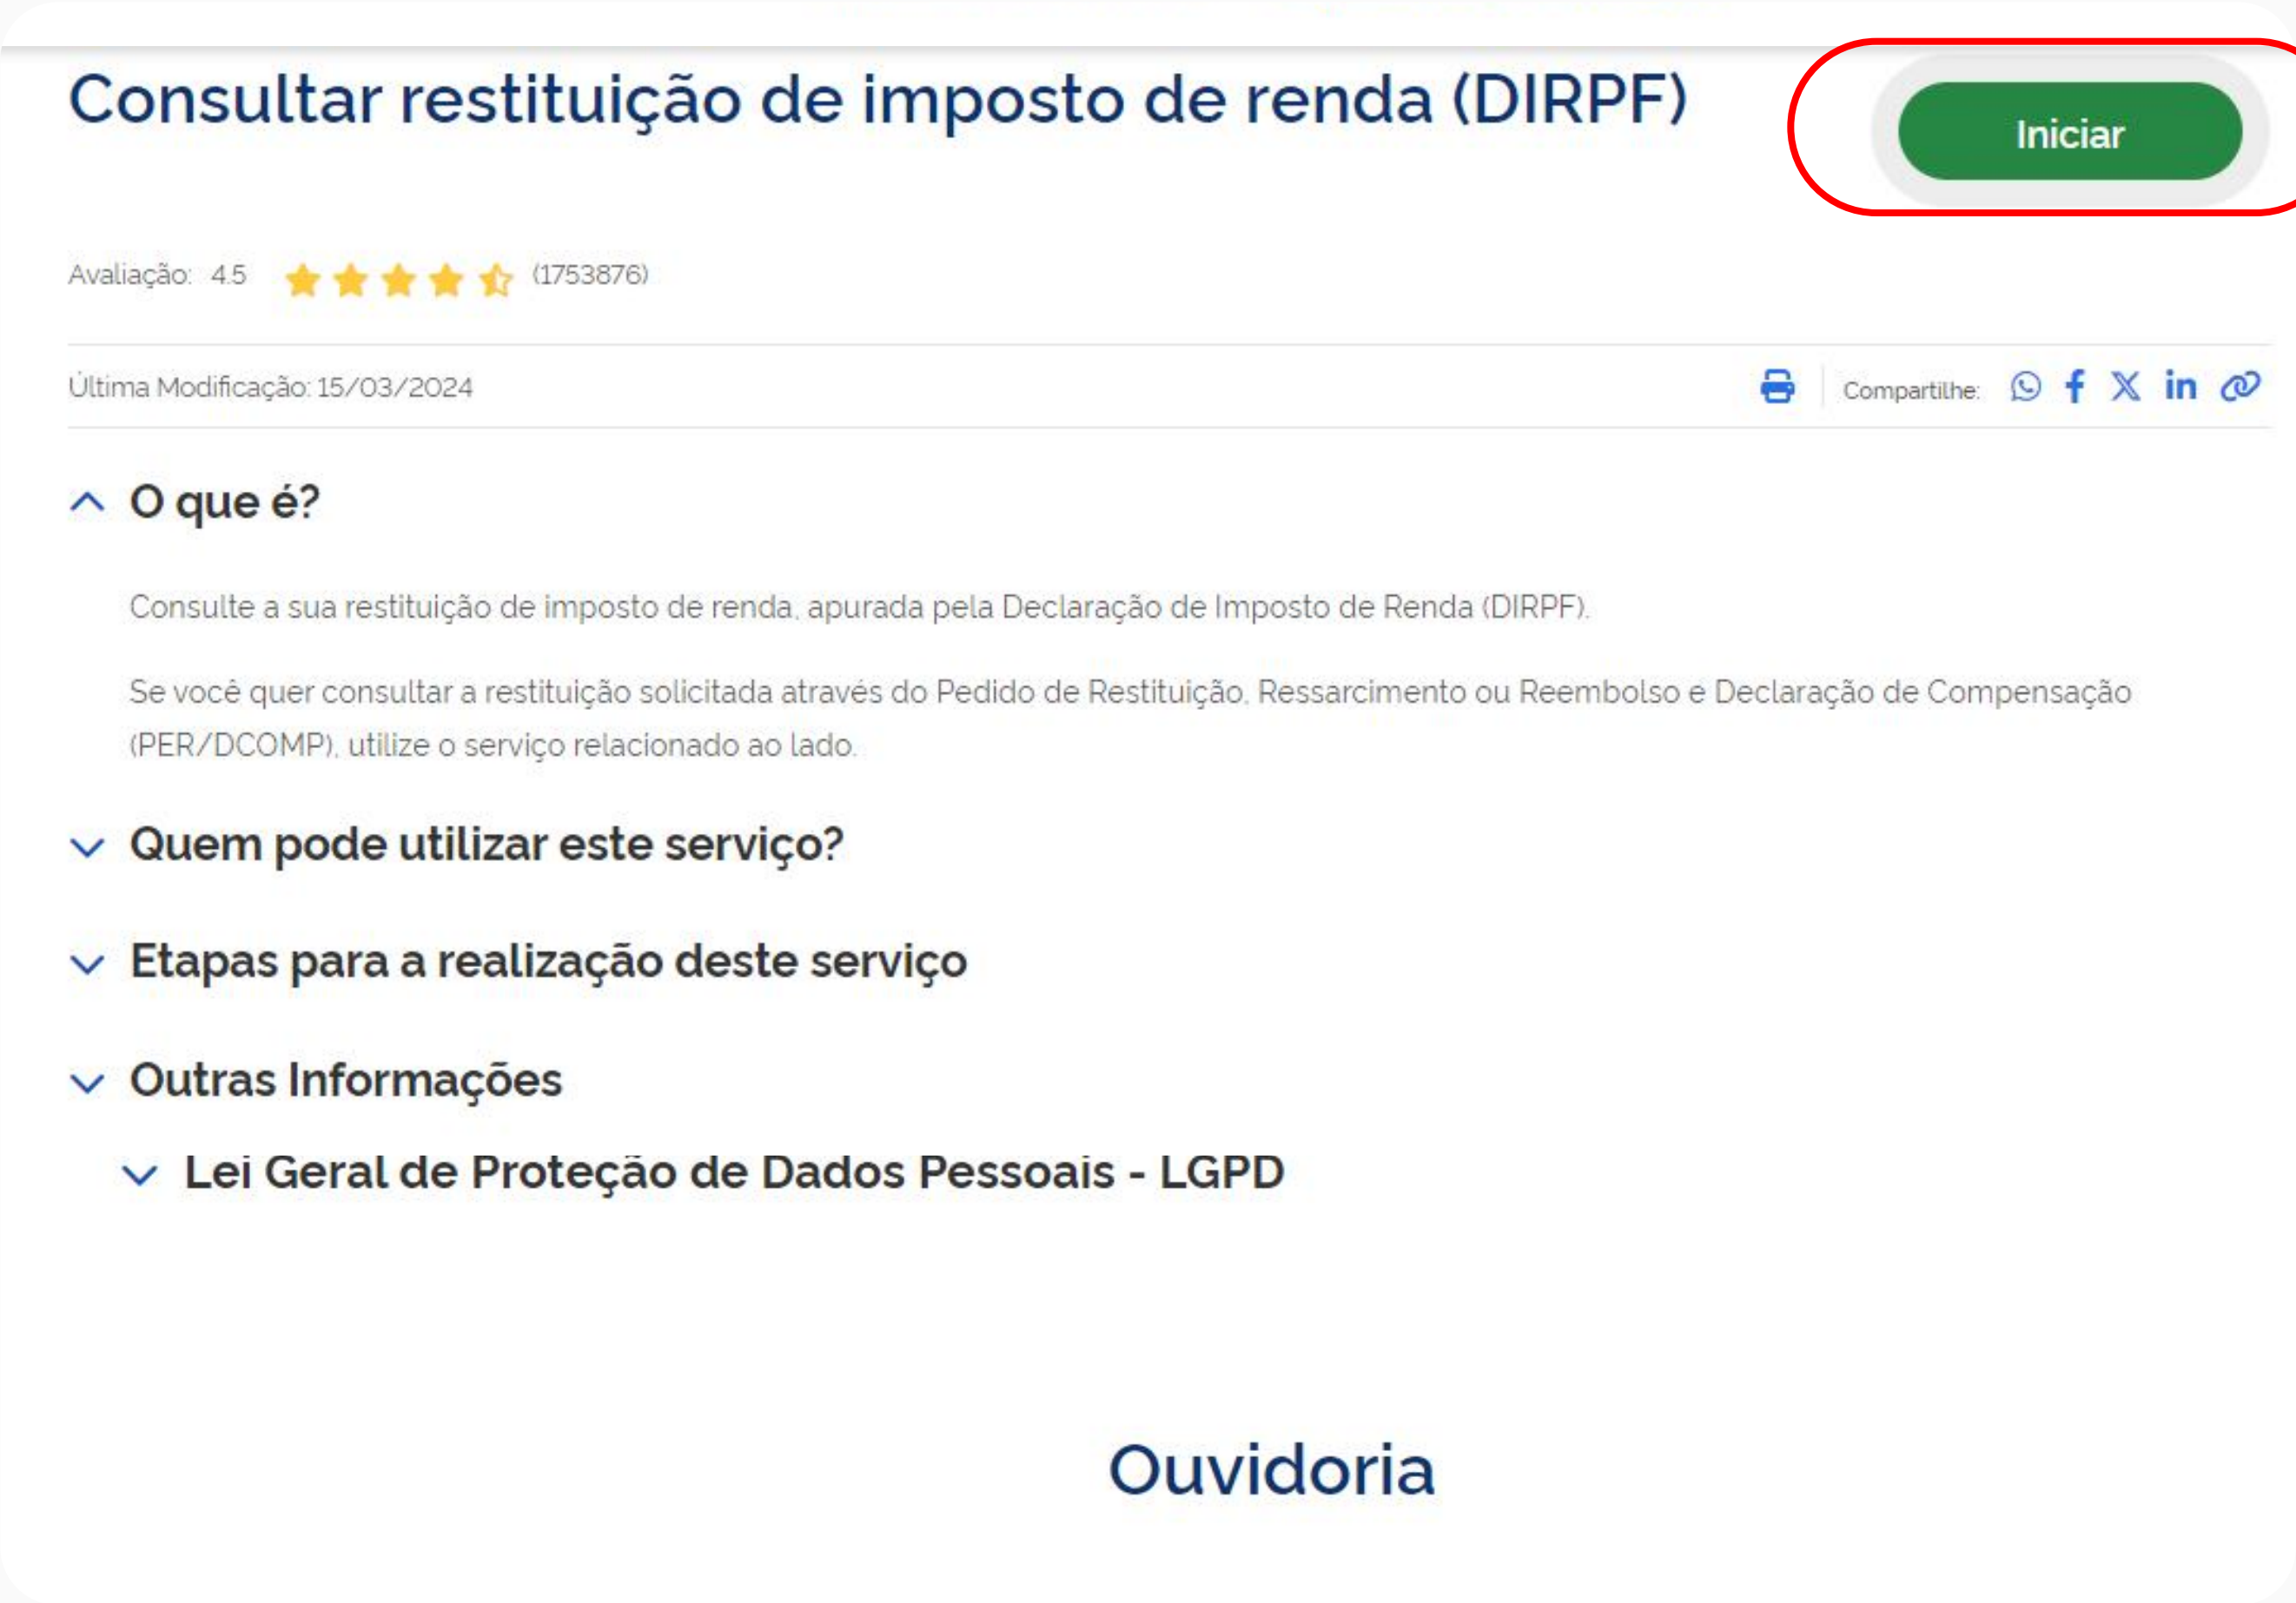 Consultar restituição de imposto de renda (DIRPF)
Iniciar
Avaliação: 4.5 (1753876)
Última Modificação: 15/03/2024
Compartilhe:
O que é?
Consulte a sua restituição de imposto de renda, apurada pela Declaração de Imposto de Renda (DIRPF).
Se você quer consultar a restituição solicitada através do Pedido de Restituição, Ressarcimento ou Reembolso e Declaração de Compensação
(PER/DCOMP), utilize o serviço relacionado ao lado.
Quem pode utilizar este serviço?
Etapas para a realização deste serviço
Outras Informações
Lei Geral de Proteção de Dados Pessoais - LGPD
Ouvidoria